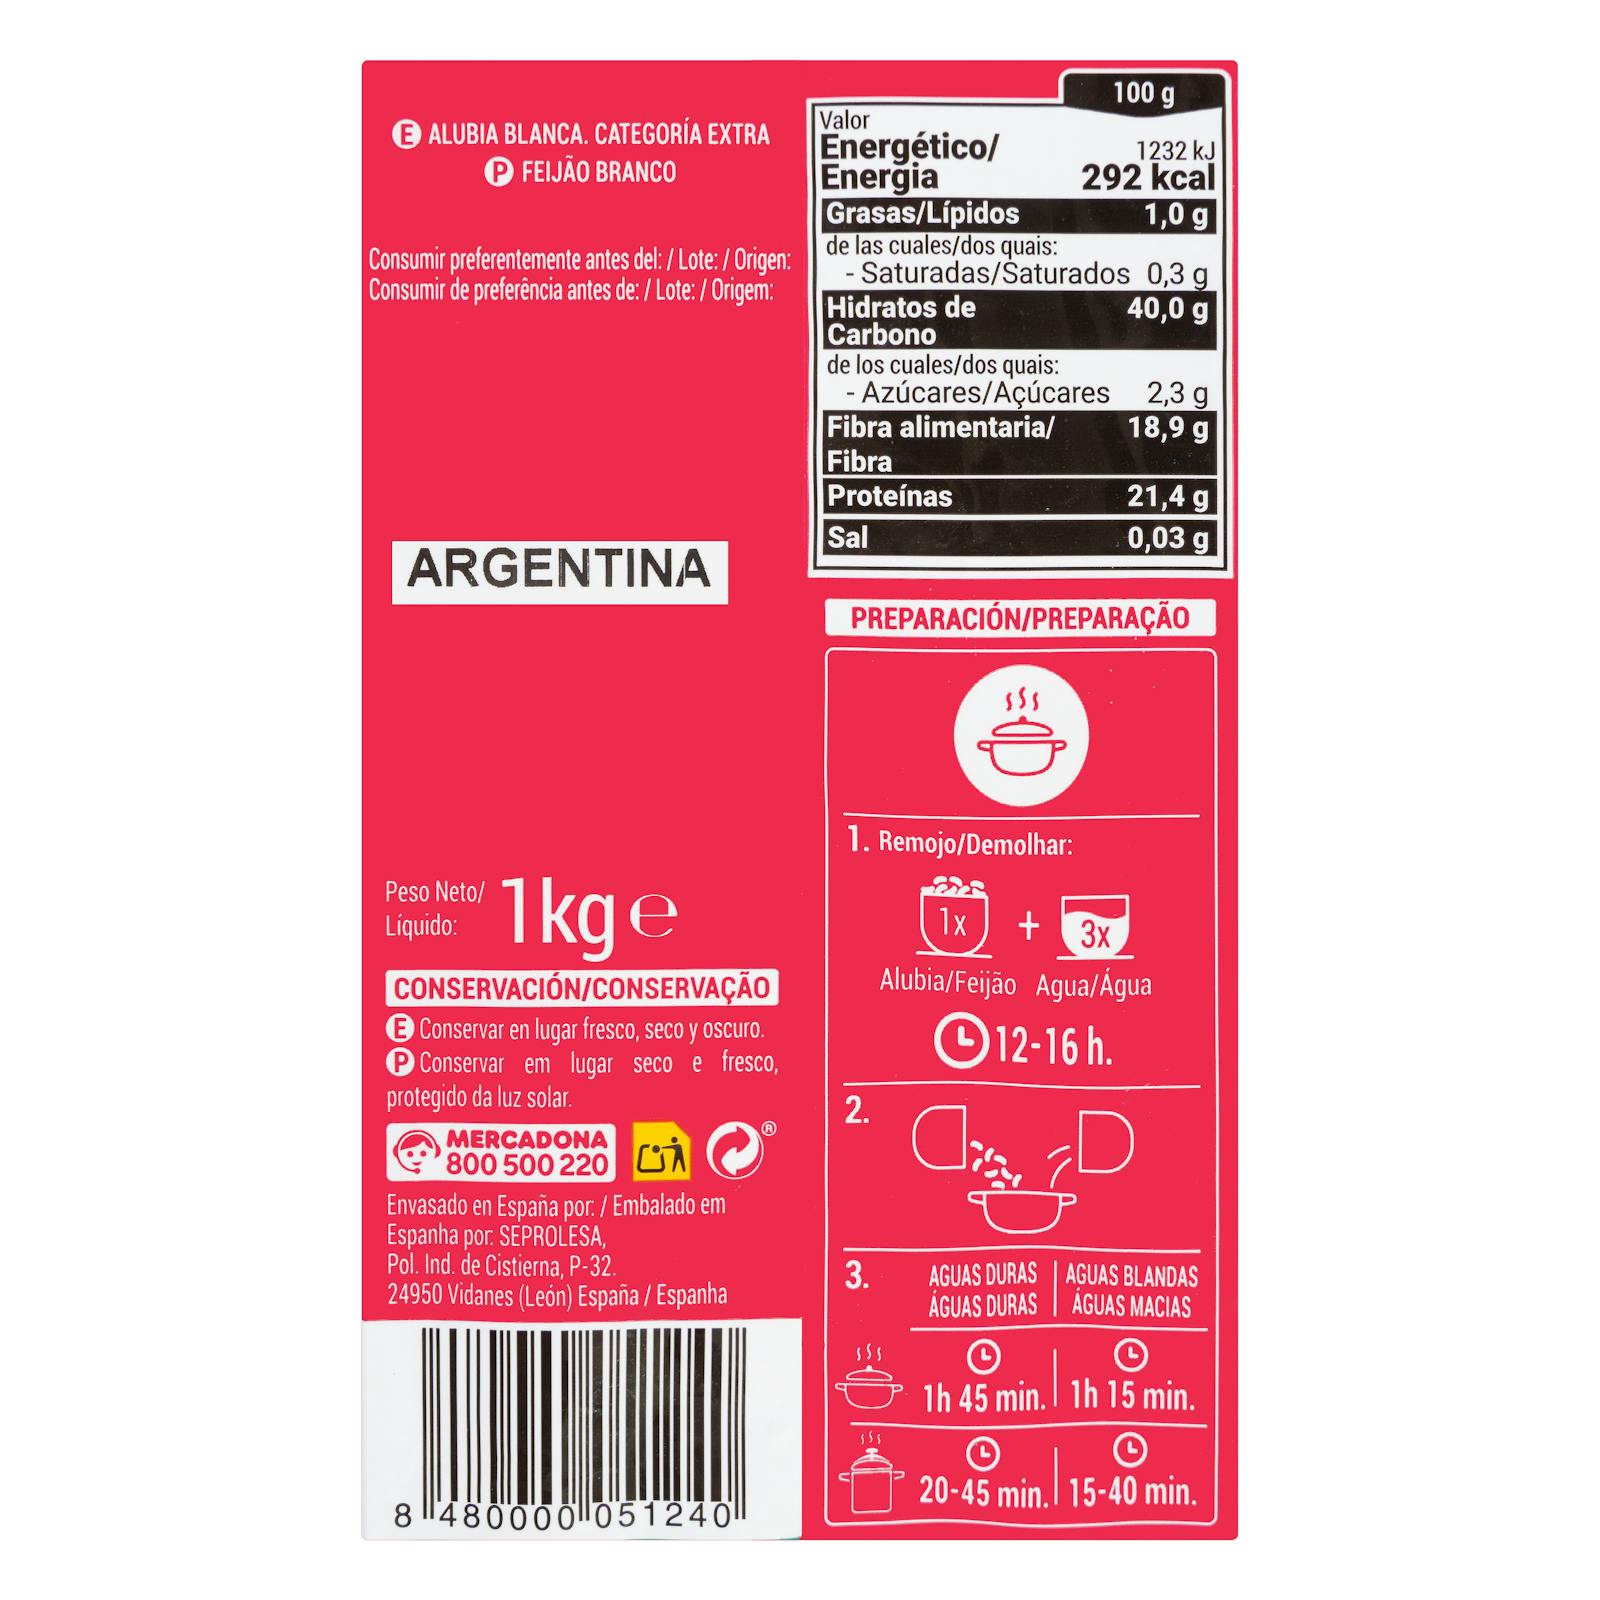 E ALUBIA BLANCA. CATEGORÍA EXTRA
P FEIJÃO BRANCO
Consumir preferentemente antes del: / Lote: / Origen:
Consumir de preferência antes de: / Lote: / Origem:
ARGENTINA
Peso Neto/
Líquido:
1kg e
CONSERVACIÓN/CONSERVAÇÃO
E Conservar en lugar fresco, seco y oscuro.
P Conservar em lugar seco e fresco,
protegido da luz solar.
MERCADONA
800 500 220
®
Envasado en España por: / Embalado em
Espanha por: SEPROLESA,
Pol. Ind. de Cistierna, P-32.
24950 Vidanes (León) España / Espanha
8 480000 051240
100 g
Valor
Energético/ 1232 kJ
Energia 292 kcal
Grasas/Lípidos 1,0 g
de las cuales/dos quais:
- Saturadas/Saturados 0,3 g
Hidratos de 40,0 g
Carbono
de los cuales/dos quais:
- Azúcares/Açúcares 2,3 g
Fibra alimentaria/ 18,9 g
Fibra
Proteínas 21,4 g
Sal 0,03 g
PREPARACIÓN/PREPARAÇÃO
1. Remojo/Demolhar:
1x + 3x
Alubia/Feijão Agua/Água
12-16 h.
2.
3. AGUAS DURAS AGUAS BLANDAS
ÁGUAS DURAS ÁGUAS MACIAS
1h 45 min. 1h 15 min.
20-45 min. 15-40 min.